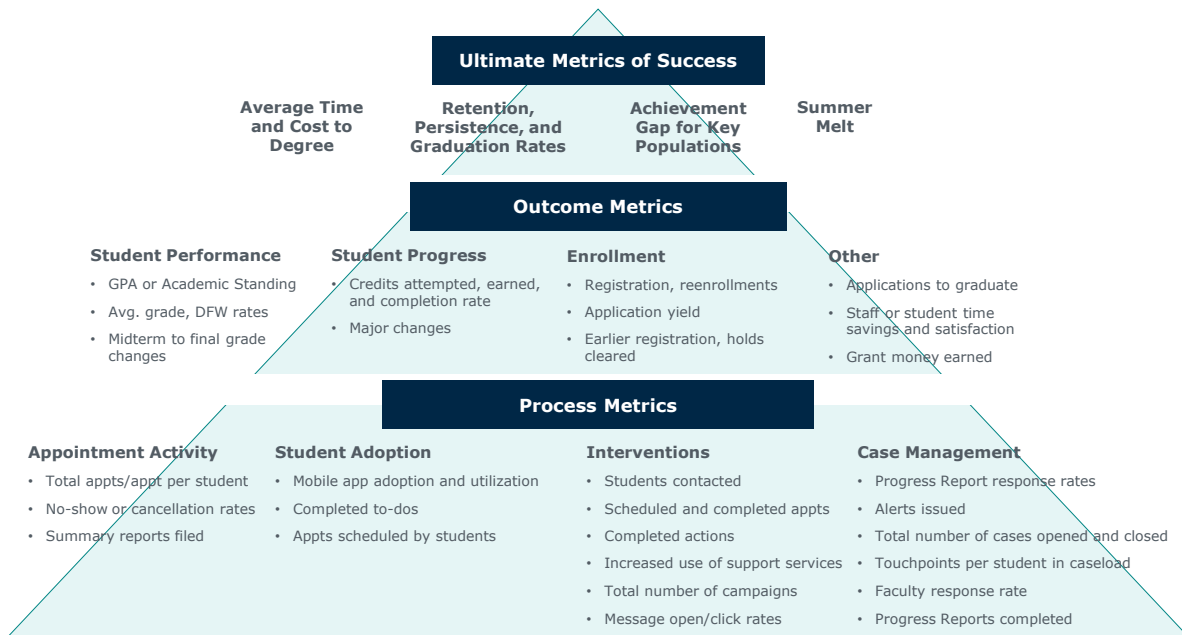 Ultimate Metrics of Success
Average Time
and Cost to
Degree
Retention,
Persistence, and
Graduation Rates
Achievement
Gap for Key
Populations
Summer
Melt
Outcome Metrics
Student Performance
• GPA or Academic Standing
• Avg. grade, DFW rates
• Midterm to final grade
changes
Student Progress
• Credits attempted, earned,
and completion rate
• Major changes
Enrollment
• Registration, reenrollments
• Application yield
• Earlier registration, holds
cleared
Other
• Applications to graduate
• Staff or student time
savings and satisfaction
• Grant money earned
Process Metrics
Appointment Activity
• Total appts/appt per student
• No-show or cancellation rates
• Summary reports filed
Student Adoption
• Mobile app adoption and utilization
• Completed to-dos
• Appts scheduled by students
Interventions
• Students contacted
• Scheduled and completed appts
• Completed actions
• Increased use of support services
• Total number of campaigns
• Message open/click rates
Case Management
• Progress Report response rates
• Alerts issued
• Total number of cases opened and closed
• Touchpoints per student in caseload
• Faculty response rate
• Progress Reports completed